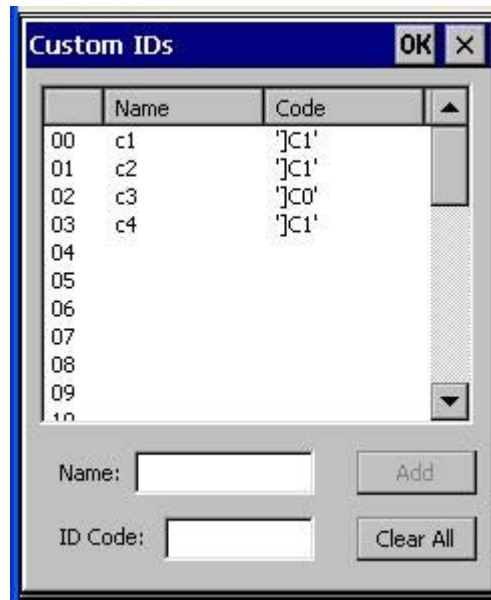 Custom IDs OK
Name Code
00 c1 ']C1'
01 c2 ']C1'
02 c3 ']C0'
03 c4 ']C1'
04
05
06
07
08
09
10
Name: Add
ID Code: Clear All